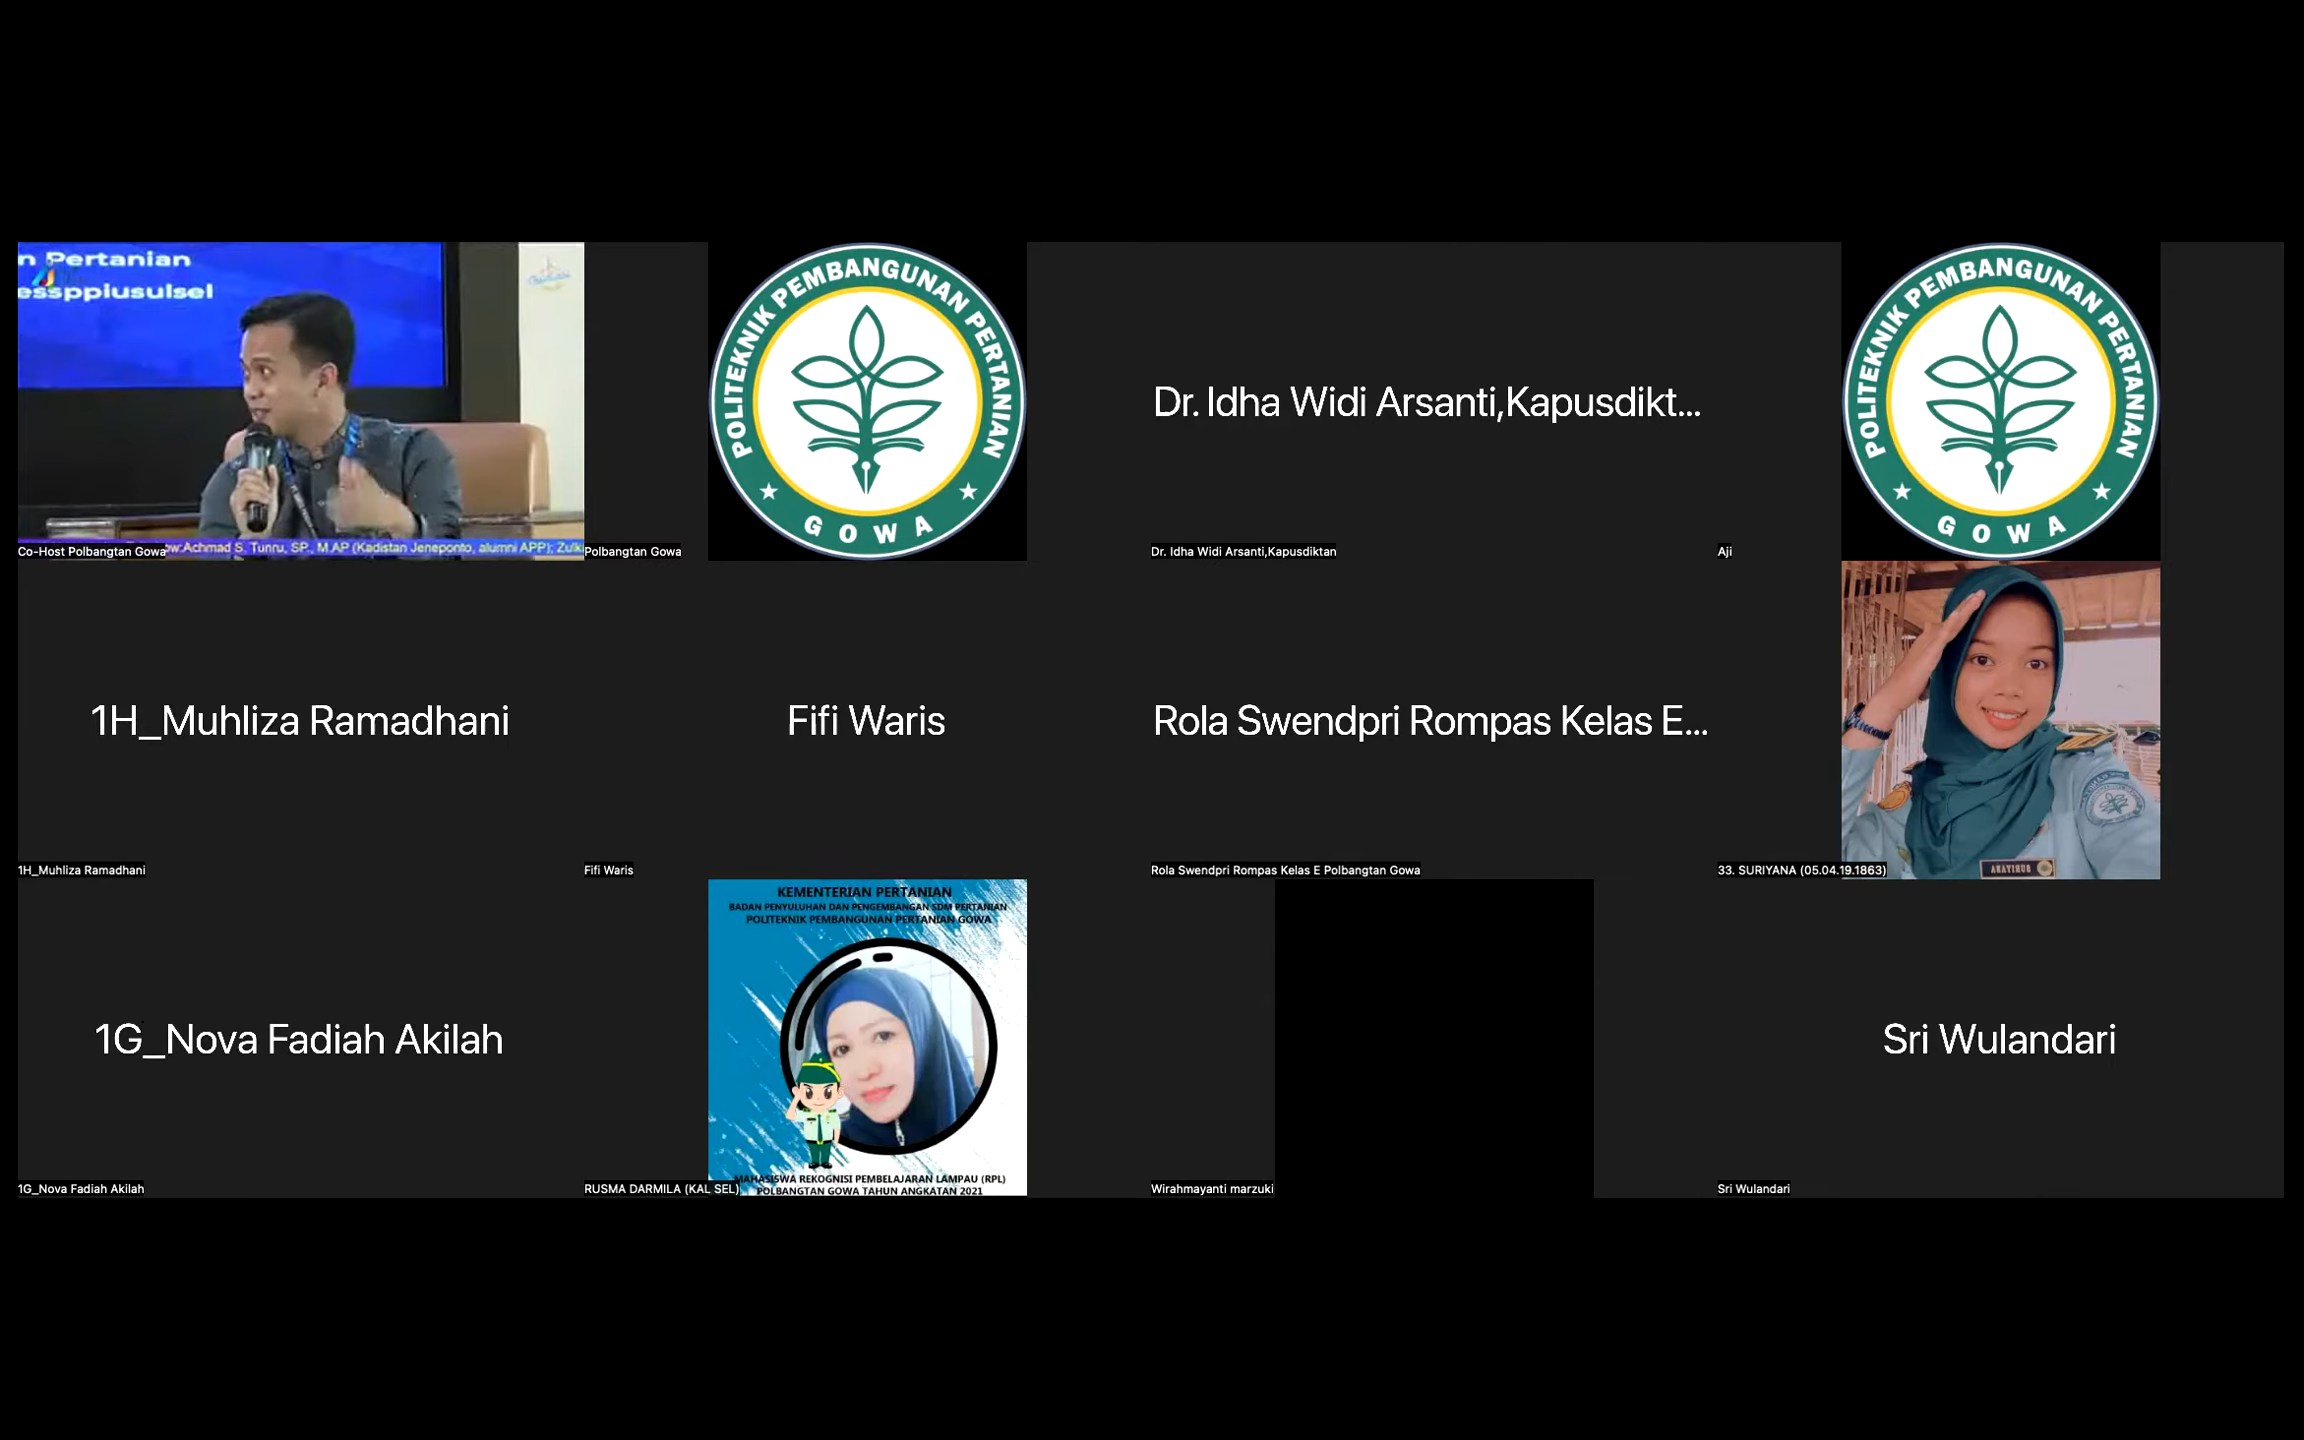 n Pertanian
essppiusulsel
Co-Host Polbangtan Gowa
ow:Achmad S. Tunru, SP., M.AP (Kadistan Jeneponto, alumni APP); Zulki
POLITEKNIK PEMBANGUNAN PERTANIAN
GOWA
Polbangtan Gowa
Dr. Idha Widi Arsanti,Kapusdikt...
Dr. Idha Widi Arsanti,Kapusdiktan
POLITEKNIK PEMBANGUNAN PERTANIAN
GOWA
Aji
1H_Muhliza Ramadhani
1H_Muhliza Ramadhani
Fifi Waris
Fifi Waris
Rola Swendpri Rompas Kelas E...
Rola Swendpri Rompas Kelas E Polbangtan Gowa
SURIYANA
33. SURIYANA (05.04.19.1863)
1G_Nova Fadiah Akilah
1G_Nova Fadiah Akilah
KEMENTERIAN PERTANIAN
BADAN PENYULUHAN DAN PENGEMBANGAN SDM PERTANIAN
POLITEKNIK PEMBANGUNAN PERTANIAN GOWA
MAHASISWA REKOGNISI PEMBELAJARAN LAMPAU (RPL)
POLBANGTAN GOWA TAHUN ANGKATAN 2021
RUSMA DARMILA (KAL SEL)
Wirahmayanti marzuki
Sri Wulandari
Sri Wulandari